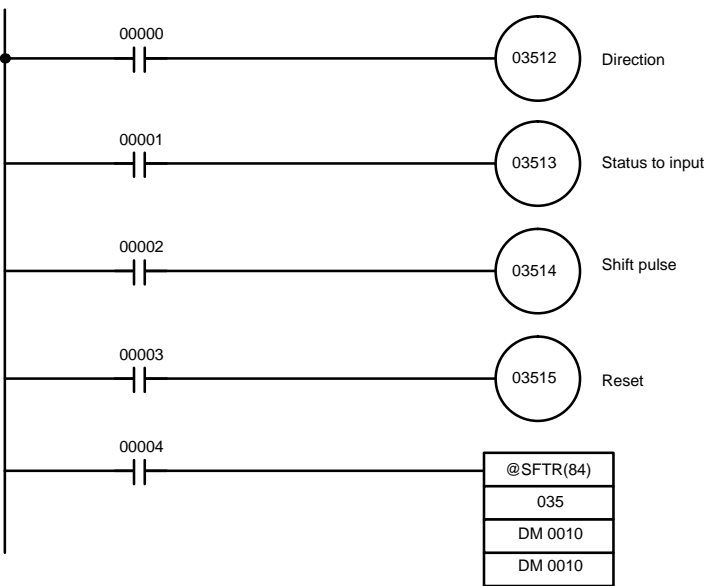 00000
03512 Direction
00001
03513 Status to input
00002
03514 Shift pulse
00003
03515 Reset
00004
@SFTR(84)
035
DM 0010
DM 0010